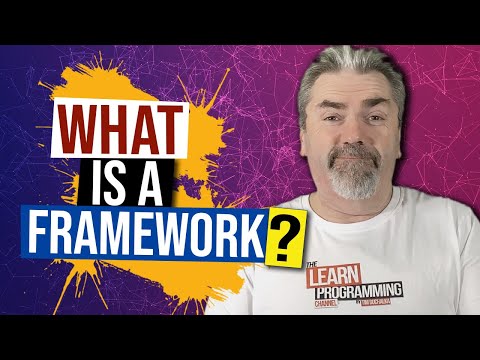 WHAT
IS A
FRAMEWORK?
THE
LEARN
PROGRAMMING
CHANNEL